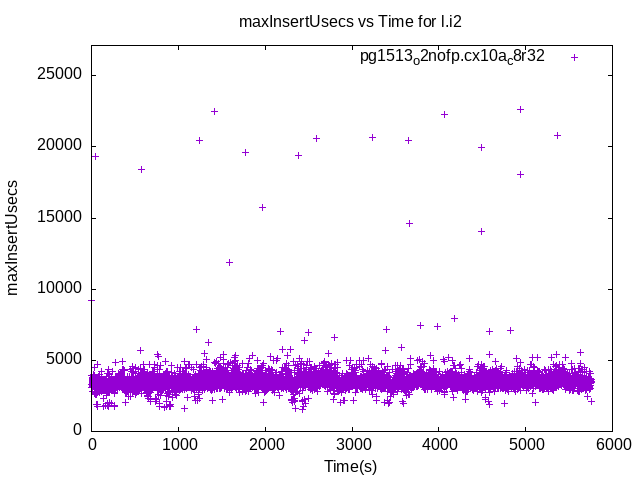 maxInsertUsecs vs Time for l.i2
pg1513o2nofp.cx10ac8r32
25000
20000
15000
10000
5000
0
maxInsertUsecs
0 1000 2000 3000 4000 5000 6000
Time(s)